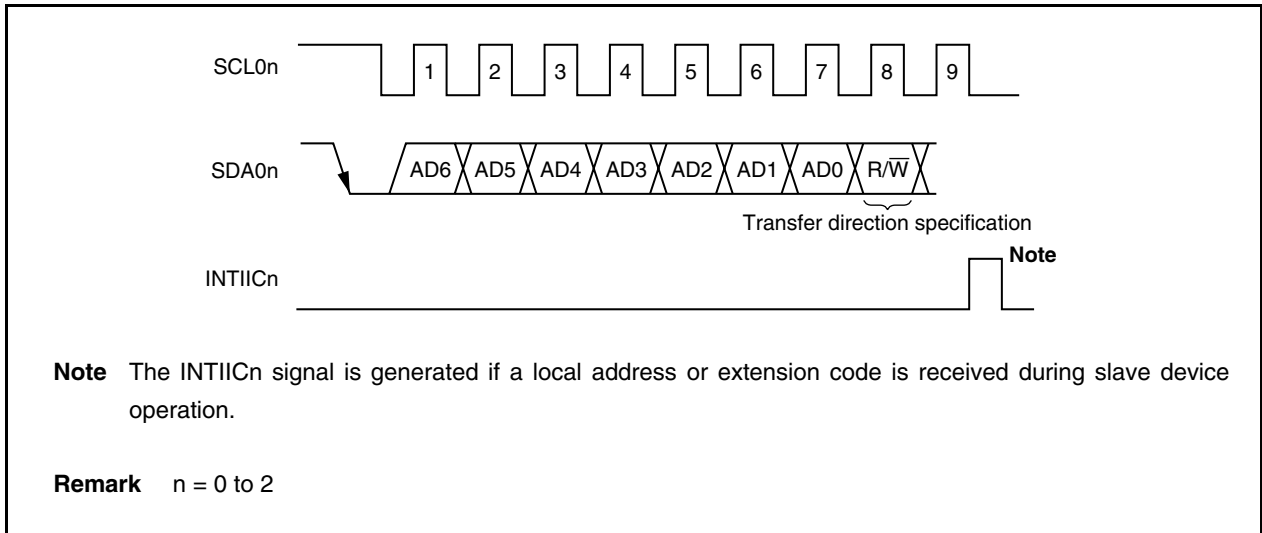 SCL0n 1 2 3 4 5 6 7 8 9
SDA0n AD6 AD5 AD4 AD3 AD2 AD1 AD0 R/W̅
Transfer direction specification
Note
INTIICn
Note The INTIICn signal is generated if a local address or extension code is received during slave device
operation.
Remark n = 0 to 2